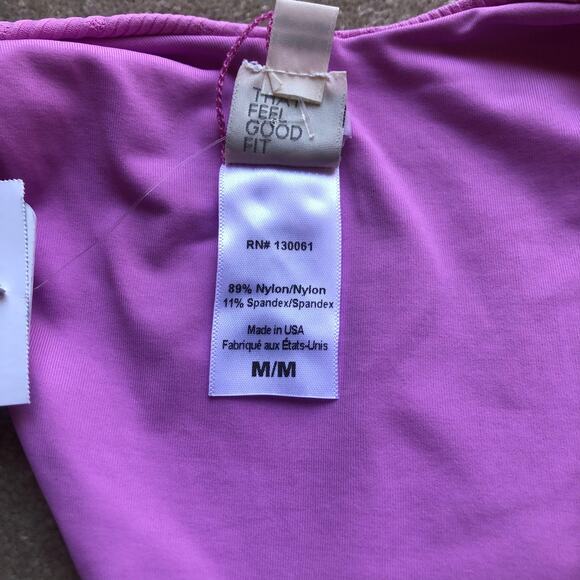 THAT
FEEL
GOOD
FIT
RN# 130061
89% Nylon/Nylon
11% Spandex/Spandex
Made in USA
Fabriqué aux États-Unis
M/M